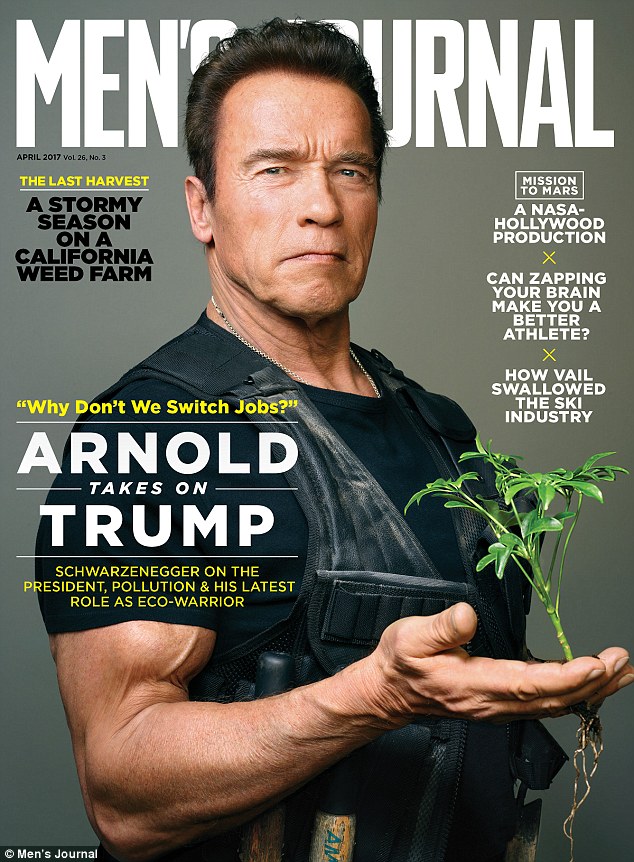 MEN'S JOURNAL
APRIL 2017 Vol. 26, No. 3
THE LAST HARVEST
A STORMY
SEASON
ON A
CALIFORNIA
WEED FARM
MISSION
TO MARS
A NASA-
HOLLYWOOD
PRODUCTION
X
CAN ZAPPING
YOUR BRAIN
MAKE YOU A
BETTER
ATHLETE?
X
HOW VAIL
SWALLOWED
THE SKI
INDUSTRY
“Why Don’t We Switch Jobs?”
ARNOLD
TAKES ON
TRUMP
SCHWARZENEGGER ON THE
PRESIDENT, POLLUTION & HIS LATEST
ROLE AS ECO-WARRIOR
© Men's Journal